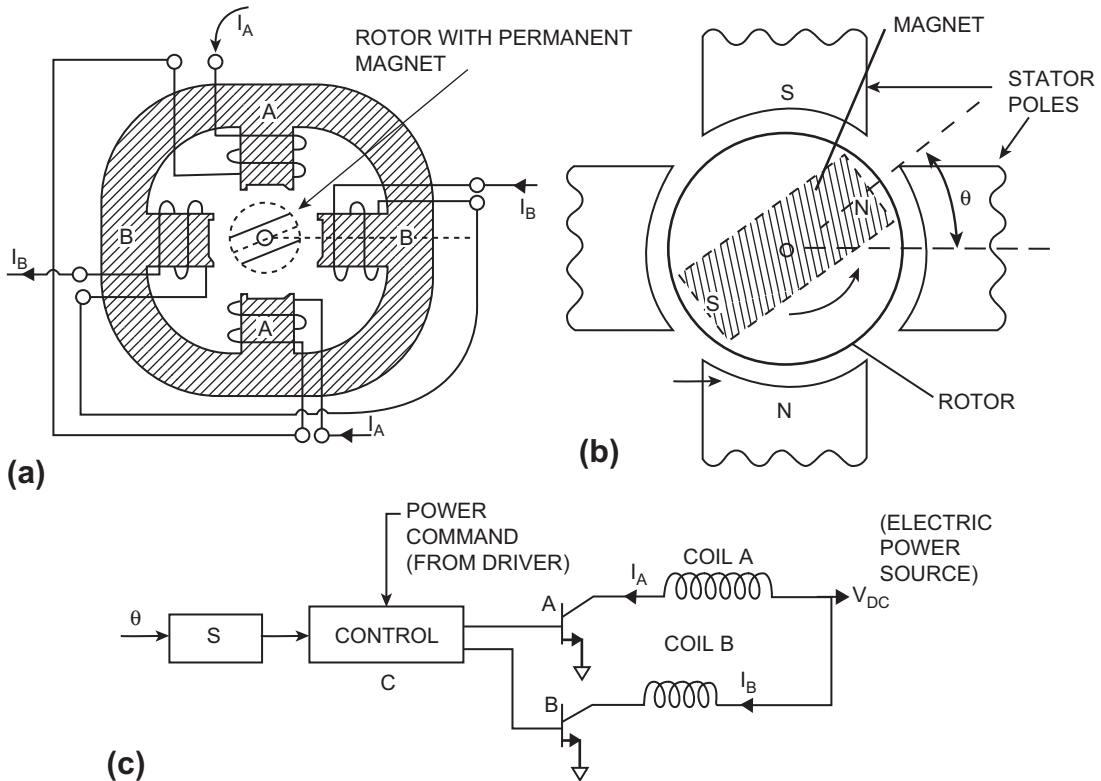 I_A
ROTOR WITH PERMANENT
MAGNET
A
B
B
I_B
I_B
A
I_A
(a)
MAGNET
S
STATOR
POLES
N
θ
O
S
N
ROTOR
(b)
POWER
COMMAND
(FROM DRIVER)
(ELECTRIC
POWER
SOURCE)
COIL A
I_A
A
V_DC
θ
S
CONTROL
C
COIL B
I_B
B
(c)